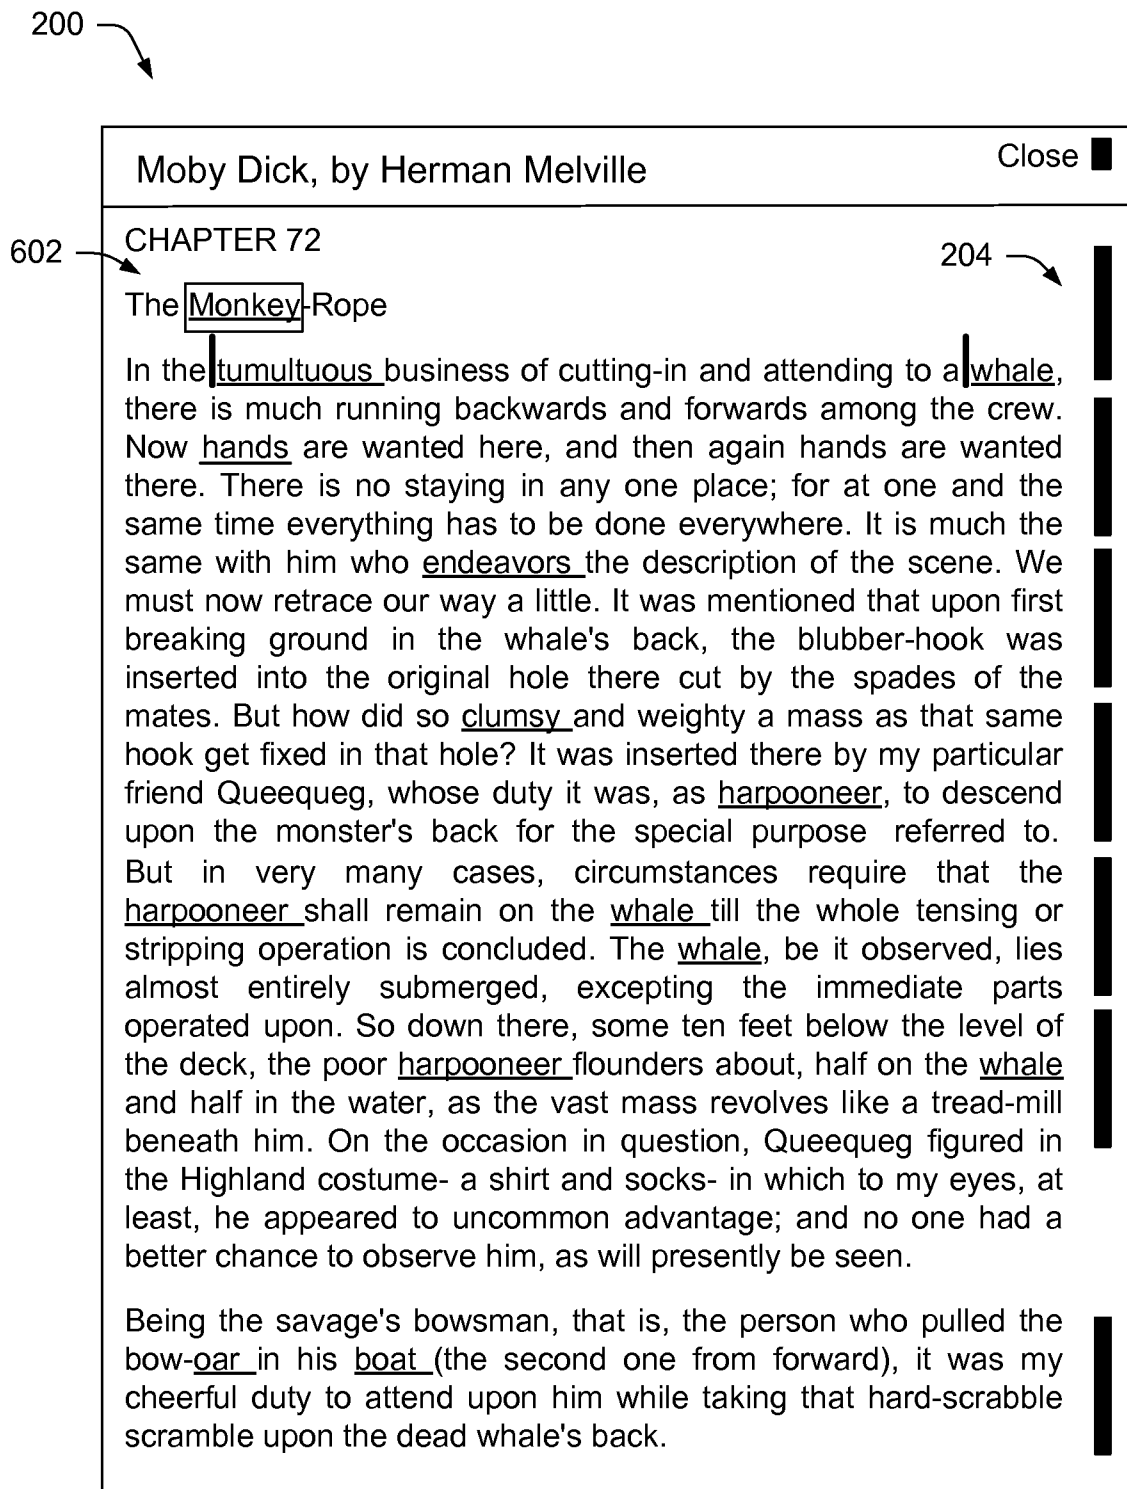 200
Moby Dick, by Herman Melville
Close
602
CHAPTER 72
204
The Monkey-Rope
In the tumultuous business of cutting-in and attending to a whale,
there is much running backwards and forwards among the crew.
Now hands are wanted here, and then again hands are wanted
there. There is no staying in any one place; for at one and the
same time everything has to be done everywhere. It is much the
same with him who endeavors the description of the scene. We
must now retrace our way a little. It was mentioned that upon first
breaking ground in the whale's back, the blubber-hook was
inserted into the original hole there cut by the spades of the
mates. But how did so clumsy and weighty a mass as that same
hook get fixed in that hole? It was inserted there by my particular
friend Queequeg, whose duty it was, as harpooneer, to descend
upon the monster's back for the special purpose referred to.
But in very many cases, circumstances require that the
harpooneer shall remain on the whale till the whole tensing or
stripping operation is concluded. The whale, be it observed, lies
almost entirely submerged, excepting the immediate parts
operated upon. So down there, some ten feet below the level of
the deck, the poor harpooneer flounders about, half on the whale
and half in the water, as the vast mass revolves like a tread-mill
beneath him. On the occasion in question, Queequeg figured in
the Highland costume- a shirt and socks- in which to my eyes, at
least, he appeared to uncommon advantage; and no one had a
better chance to observe him, as will presently be seen.
Being the savage's bowsman, that is, the person who pulled the
bow-oar in his boat (the second one from forward), it was my
cheerful duty to attend upon him while taking that hard-scrabble
scramble upon the dead whale's back.